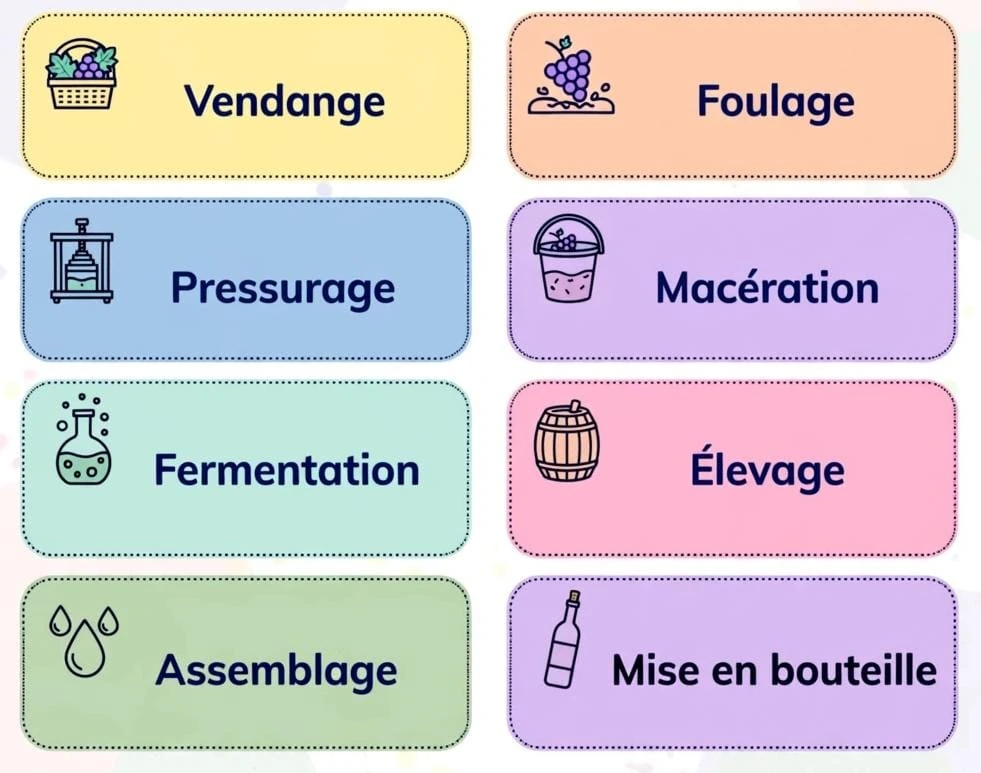 Vendange
Foulage
Pressurage
Macération
Fermentation
Élevage
Assemblage
Mise en bouteille